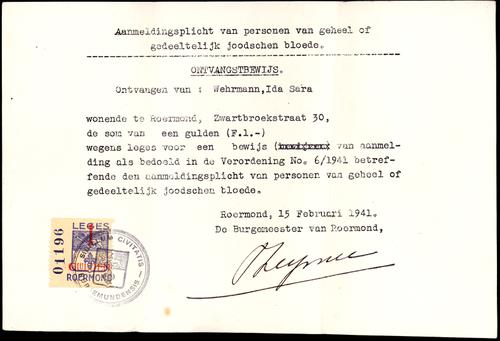 Aanmeldingsplicht van personen van geheel of
gedeeltelijk joodschen bloede.
ONTVANGSTBEWIJS.
Ontvangen van : Wehrmann,Ida Sara
wonende te Roermond, Zwartbroekstraat 30,
de som van een gulden (F.1.-)
wegens leges voor een bewijs ( ) van aanmel-
ding als bedoeld in de Verordening No. 6/1941 betref-
fende den aanmeldingsplicht van personen van geheel of
gedeeltelijk joodschen bloede.
Roermond, 15 Februari 1941.
De Burgemeester van Roermond,
LEGES
1
GULDEN
ROERMOND
01196
CIVITATIS